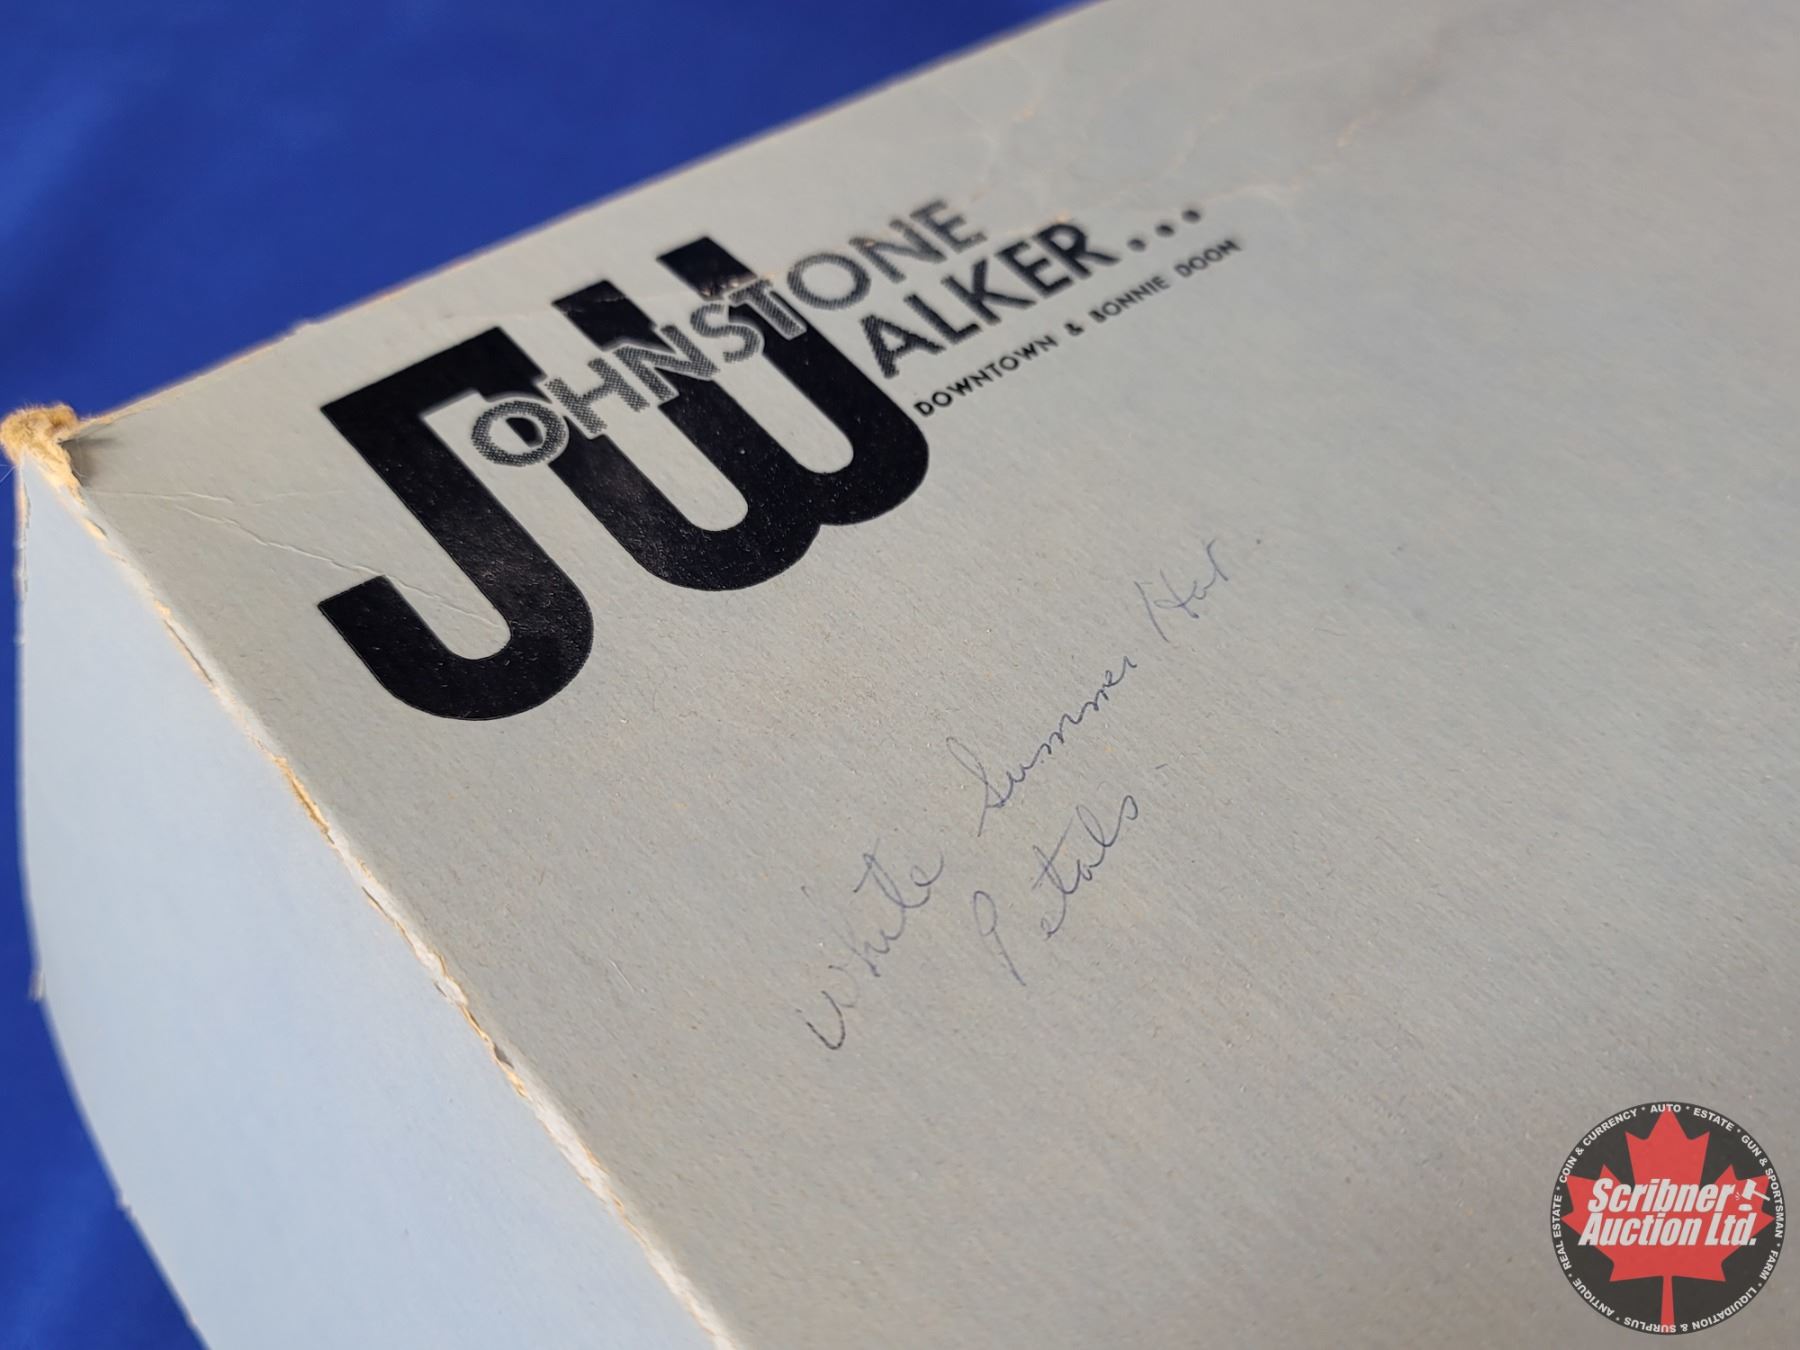 JW
JOHNSTONE
WALKER...
DOWNTOWN & BONNIE DOON
White Summer Hat.
Petals -
COIN & CURRENCY * AUTO * ESTATE * GUN & SPORTSMAN * FARM * LIQUIDATION & SURPLUS * ANTIQUE * REAL ESTATE *
Scribner
Auction Ltd.